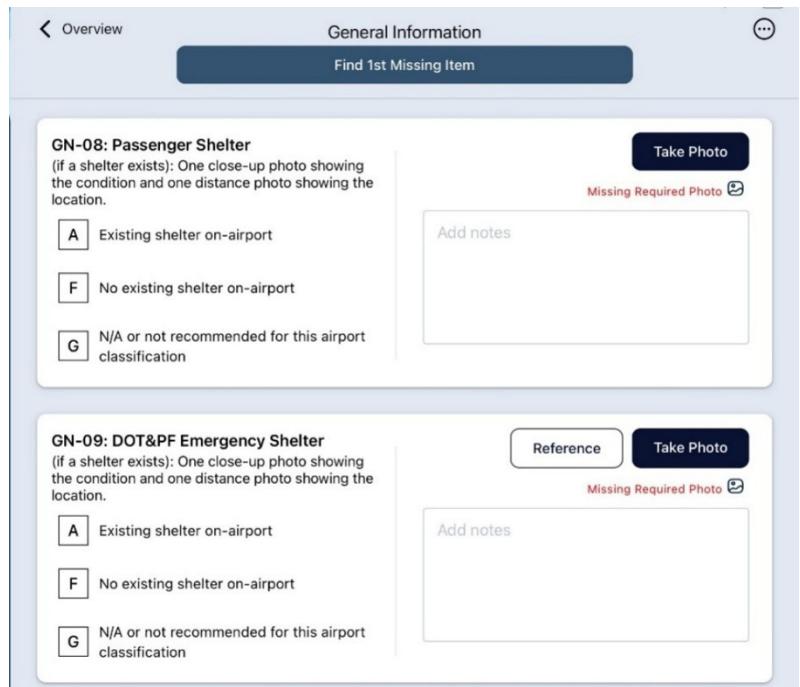 Overview
General Information
Find 1st Missing Item
GN-08: Passenger Shelter
(if a shelter exists): One close-up photo showing
the condition and one distance photo showing the
location.
A Existing shelter on-airport
F No existing shelter on-airport
G N/A or not recommended for this airport
classification
Take Photo
Missing Required Photo
Add notes
GN-09: DOT&PF Emergency Shelter
(if a shelter exists): One close-up photo showing
the condition and one distance photo showing the
location.
A Existing shelter on-airport
F No existing shelter on-airport
G N/A or not recommended for this airport
classification
Reference
Take Photo
Missing Required Photo
Add notes